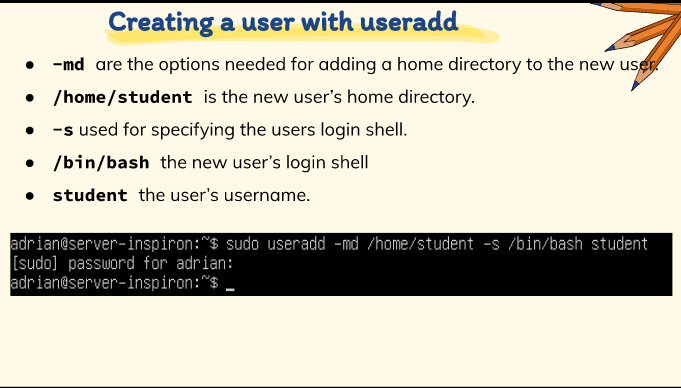 Creating a user with useradd
● -md are the options needed for adding a home directory to the new user.
● /home/student is the new user's home directory.
● -s used for specifying the users login shell.
● /bin/bash the new user's login shell
● student the user's username.
adrian@server-inspiron:~$ sudo useradd -md /home/student -s /bin/bash student
[sudo] password for adrian:
adrian@server-inspiron:~$ _